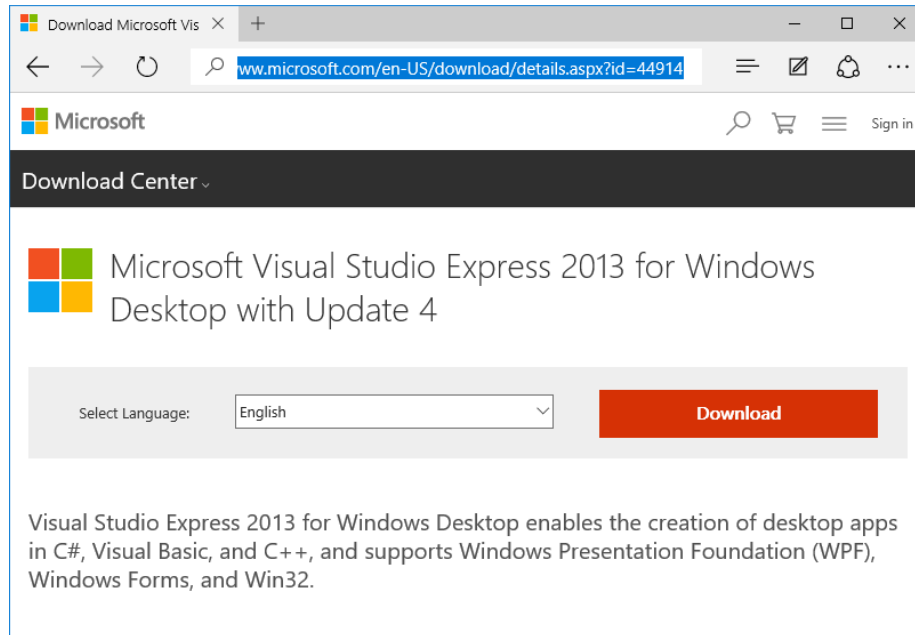 Download Microsoft Vis
ww.microsoft.com/en-US/download/details.aspx?id=44914
Microsoft
Sign in
Download Center
Microsoft Visual Studio Express 2013 for Windows
Desktop with Update 4
Select Language:
English
Download
Visual Studio Express 2013 for Windows Desktop enables the creation of desktop apps
in C#, Visual Basic, and C++, and supports Windows Presentation Foundation (WPF),
Windows Forms, and Win32.